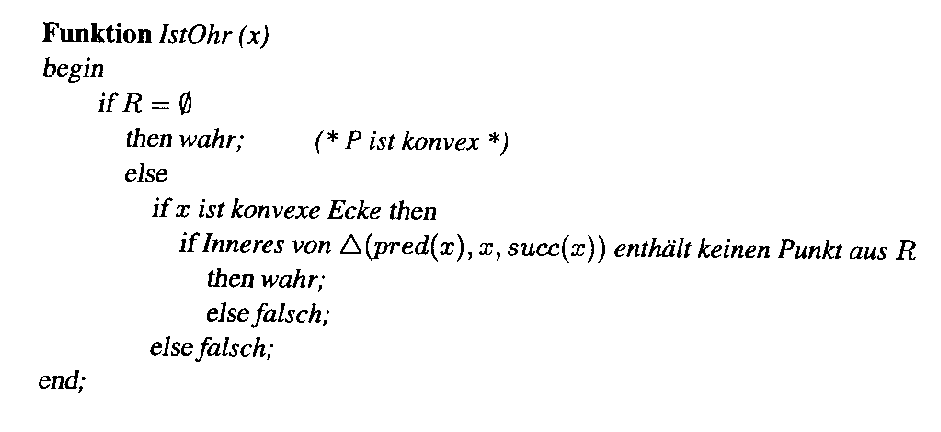 Funktion IstOhr (x)
begin
if R = ∅
then wahr; (* P ist konvex *)
else
if x ist konvexe Ecke then
if Inneres von △(pred(x), x, succ(x)) enthält keinen Punkt aus R
then wahr;
else falsch;
else falsch;
end;